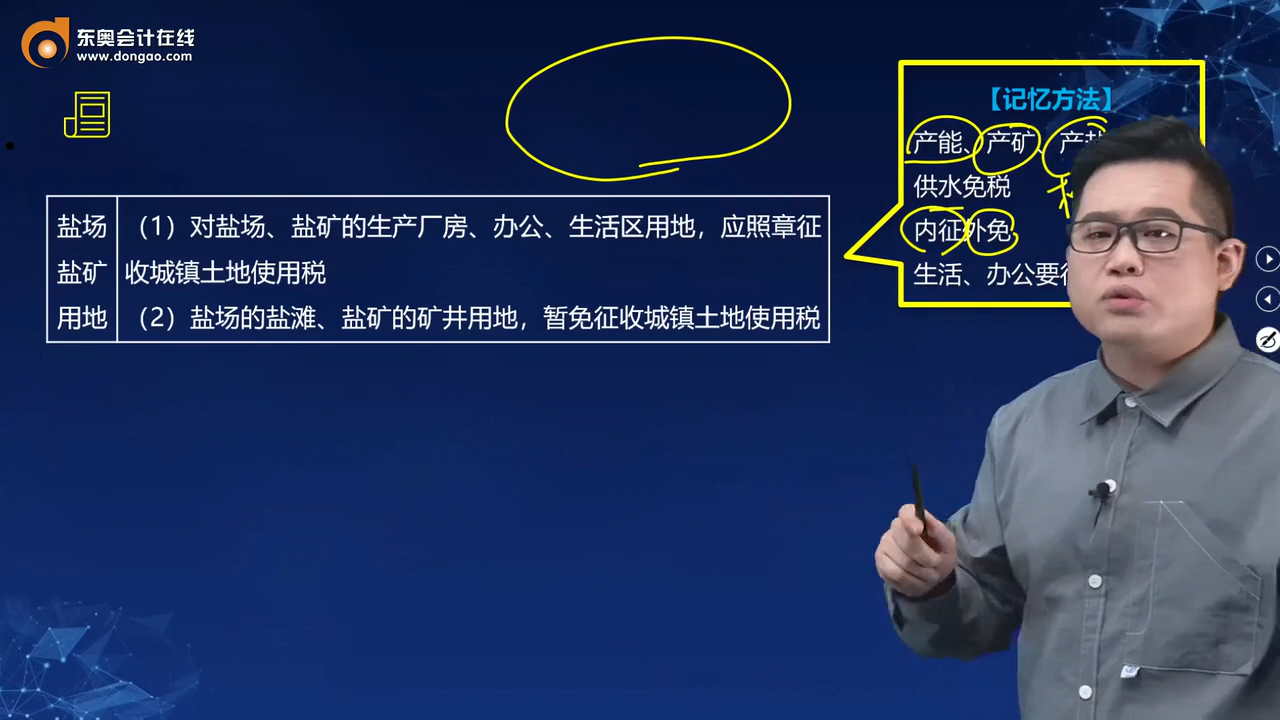 东奥会计在线
www.dongao.com
【记忆方法】
产能、产矿、产盐
供水免税
内征外免
生活、办公要
盐场
盐矿
用地
（1）对盐场、盐矿的生产厂房、办公、生活区用地，应照章征
收城镇土地使用税
（2）盐场的盐滩、盐矿的矿井用地，暂免征收城镇土地使用税